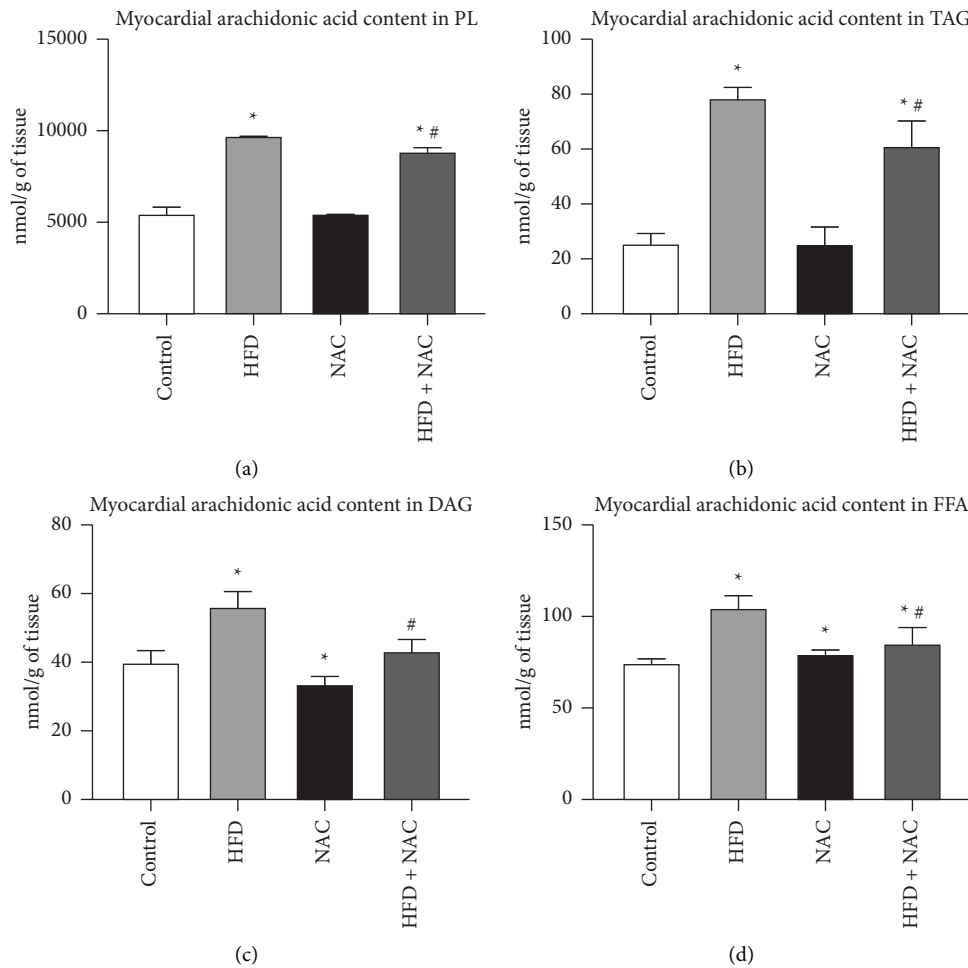 Myocardial arachidonic acid content in PL
15000
10000
5000
0
nmol/g of tissue
*
* #
Control
HFD
NAC
HFD + NAC
(a)
Myocardial arachidonic acid content in TAG
100
80
60
40
20
0
nmol/g of tissue
*
* #
Control
HFD
NAC
HFD + NAC
(b)
Myocardial arachidonic acid content in DAG
80
60
40
20
0
nmol/g of tissue
*
*
#
Control
HFD
NAC
HFD + NAC
(c)
Myocardial arachidonic acid content in FFA
150
100
50
0
nmol/g of tissue
*
*
* #
Control
HFD
NAC
HFD + NAC
(d)